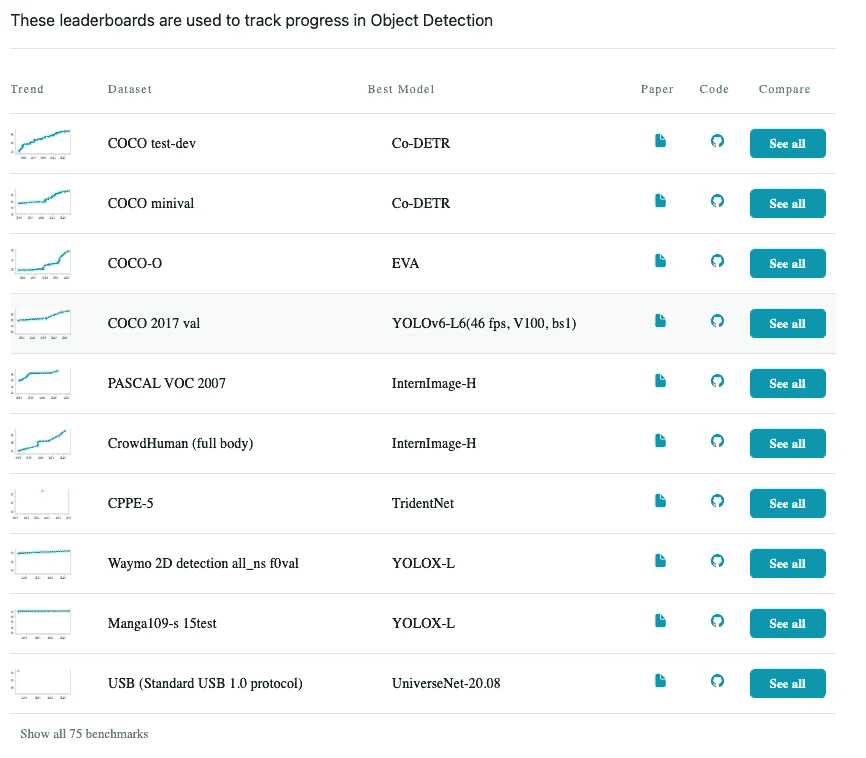 These leaderboards are used to track progress in Object Detection
Trend Dataset Best Model Paper Code Compare
COCO test-dev Co-DETR See all
COCO minival Co-DETR See all
COCO-O EVA See all
COCO 2017 val YOLOv6-L6(46 fps, V100, bs1) See all
PASCAL VOC 2007 InternImage-H See all
CrowdHuman (full body) InternImage-H See all
CPPE-5 TridentNet See all
Waymo 2D detection all_ns f0val YOLOX-L See all
Manga109-s 15test YOLOX-L See all
USB (Standard USB 1.0 protocol) UniverseNet-20.08 See all
Show all 75 benchmarks